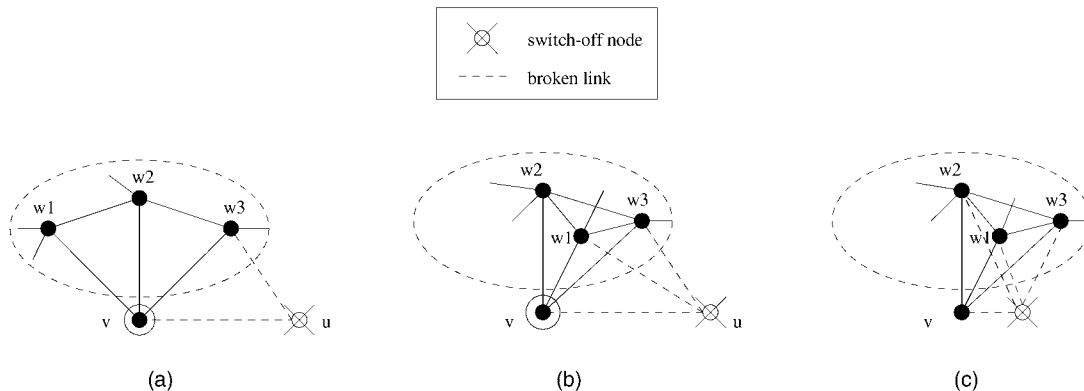 switch-off node
broken link
w2
w1
w3
v
u
(a)
w2
w3
w1
v
u
(b)
w2
w3
w1
v
(c)